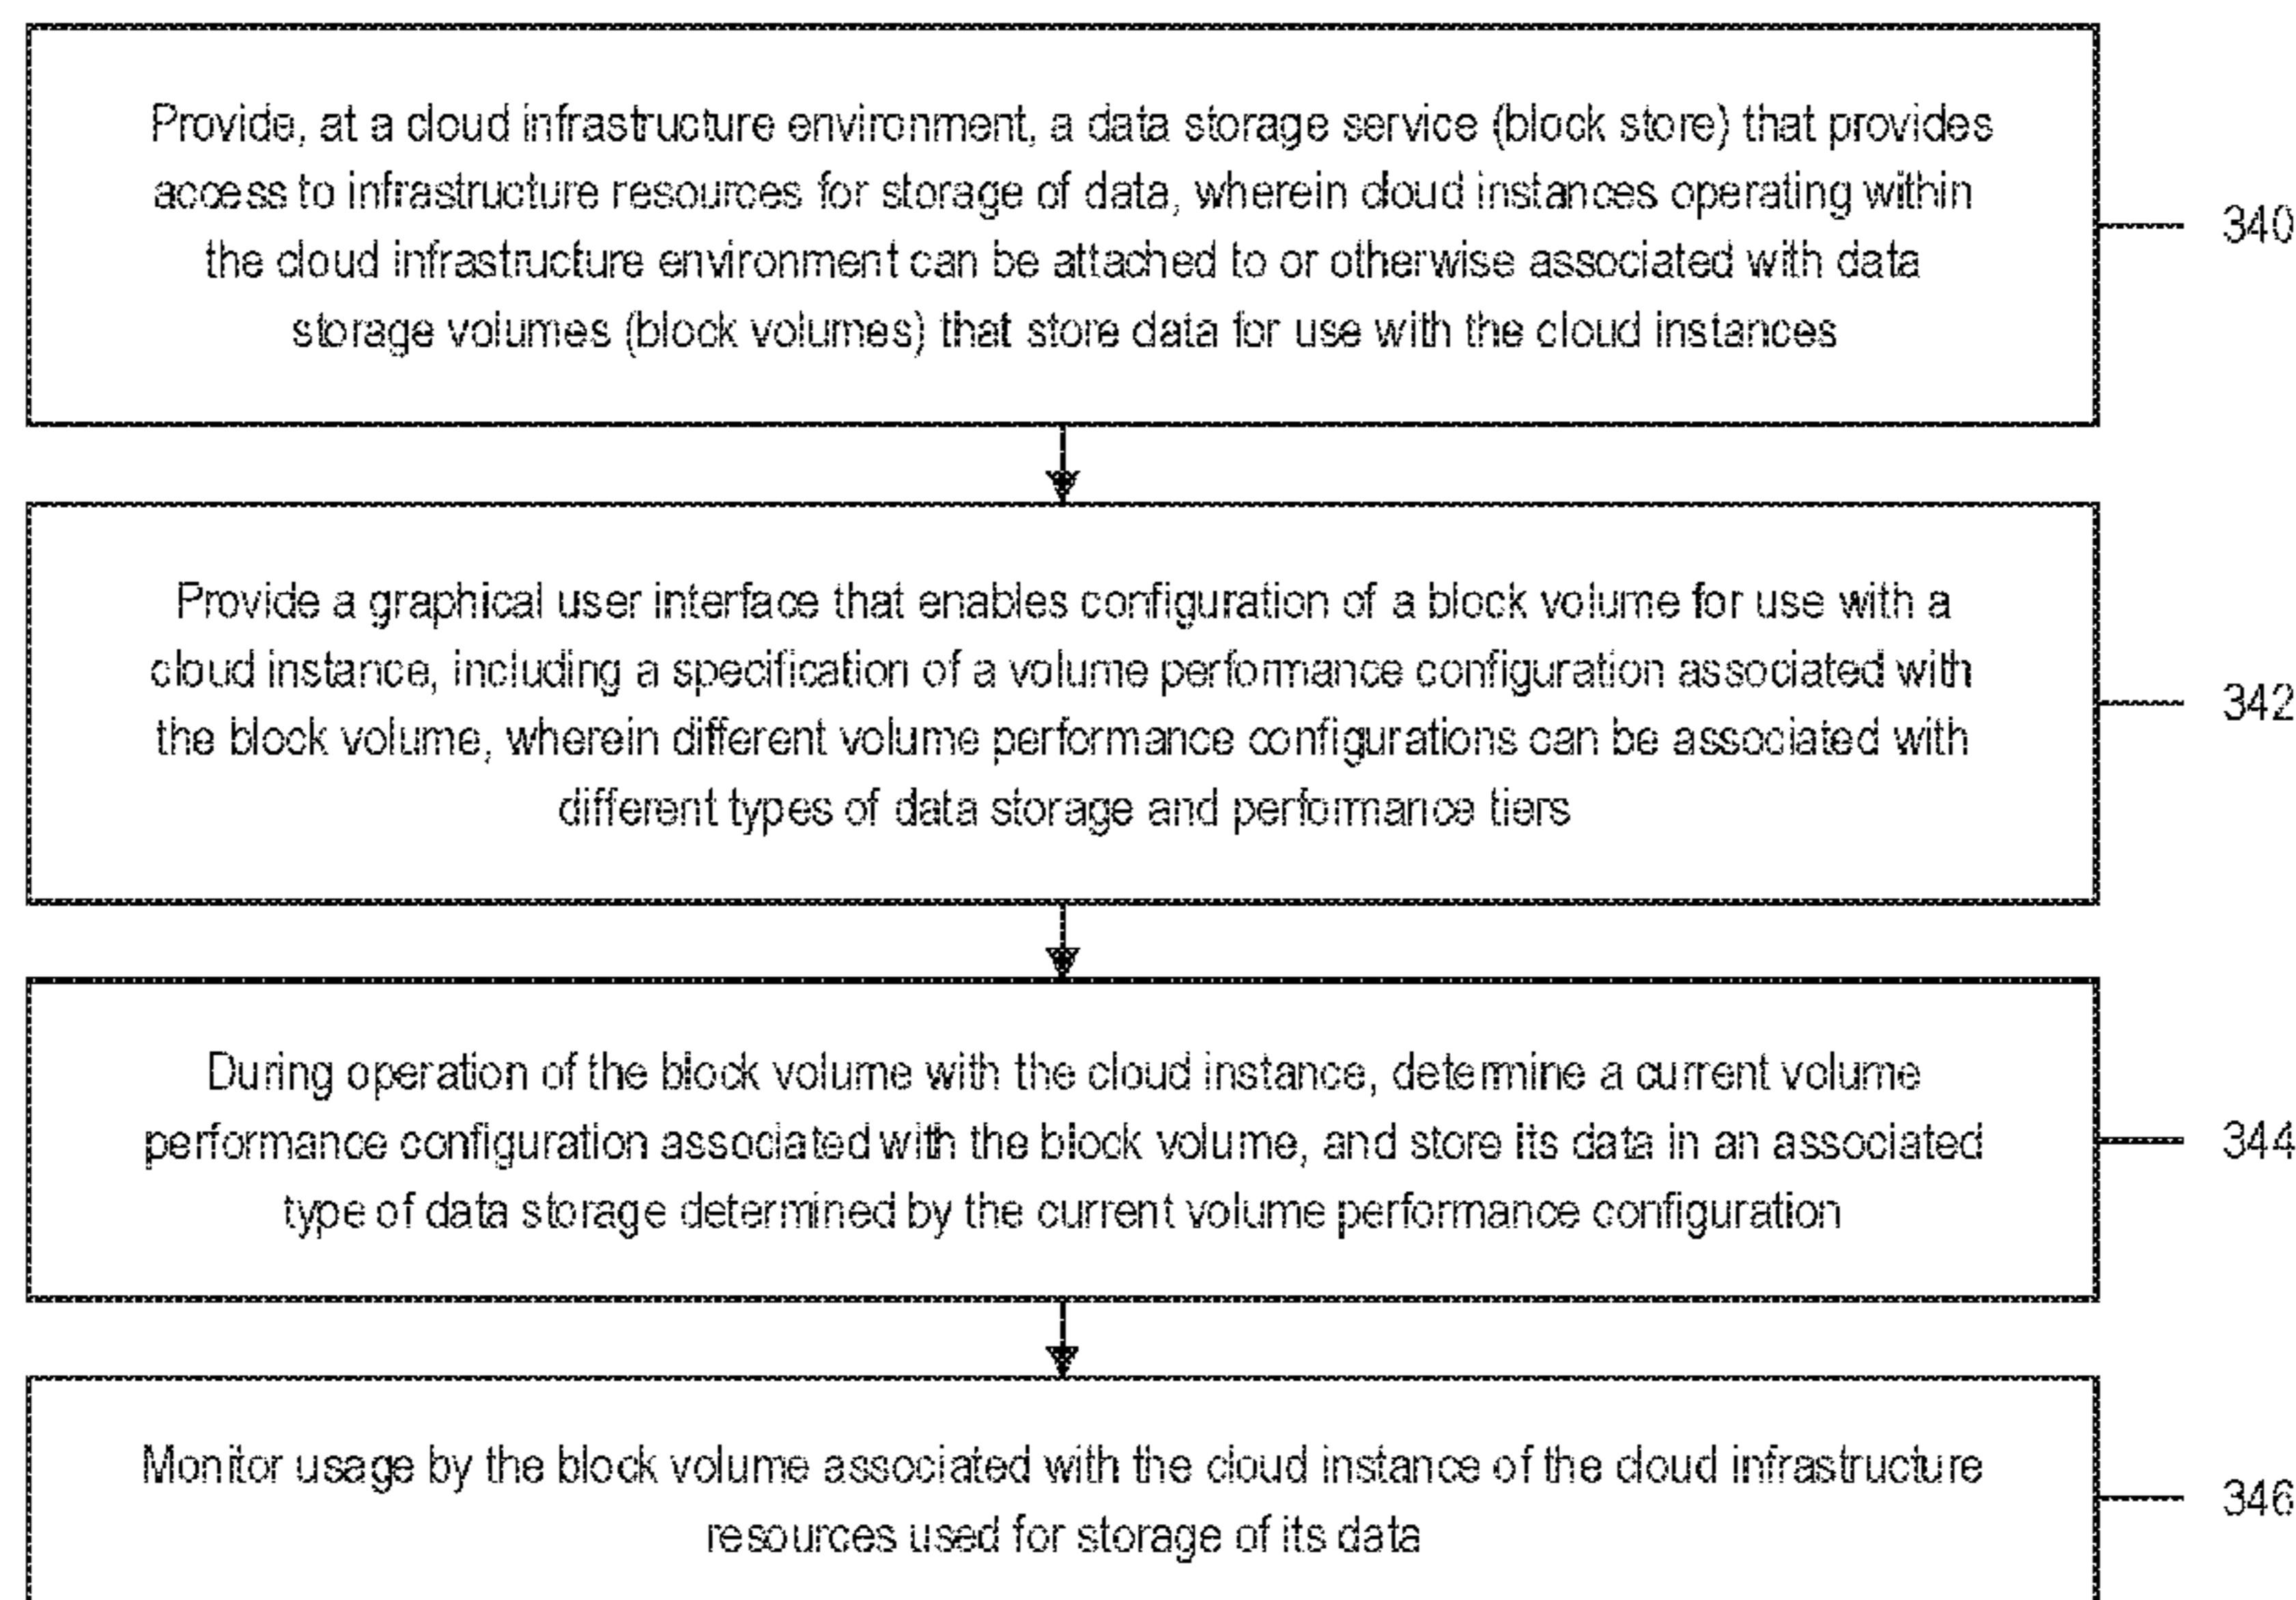 Provide, at a cloud infrastructure environment, a data storage service (block store) that provides
access to infrastructure resources for storage of data, wherein cloud instances operating within
the cloud infrastructure environment can be attached to or otherwise associated with data
storage volumes (block volumes) that store data for use with the cloud instances
340
Provide a graphical user interface that enables configuration of a block volume for use with a
cloud instance, including a specification of a volume performance configuration associated with
the block volume, wherein different volume performance configurations can be associated with
different types of data storage and performance tiers
342
During operation of the block volume with the cloud instance, determine a current volume
performance configuration associated with the block volume, and store its data in an associated
type of data storage determined by the current volume performance configuration
344
Monitor usage by the block volume associated with the cloud instance of the cloud infrastructure
resources used for storage of its data
346